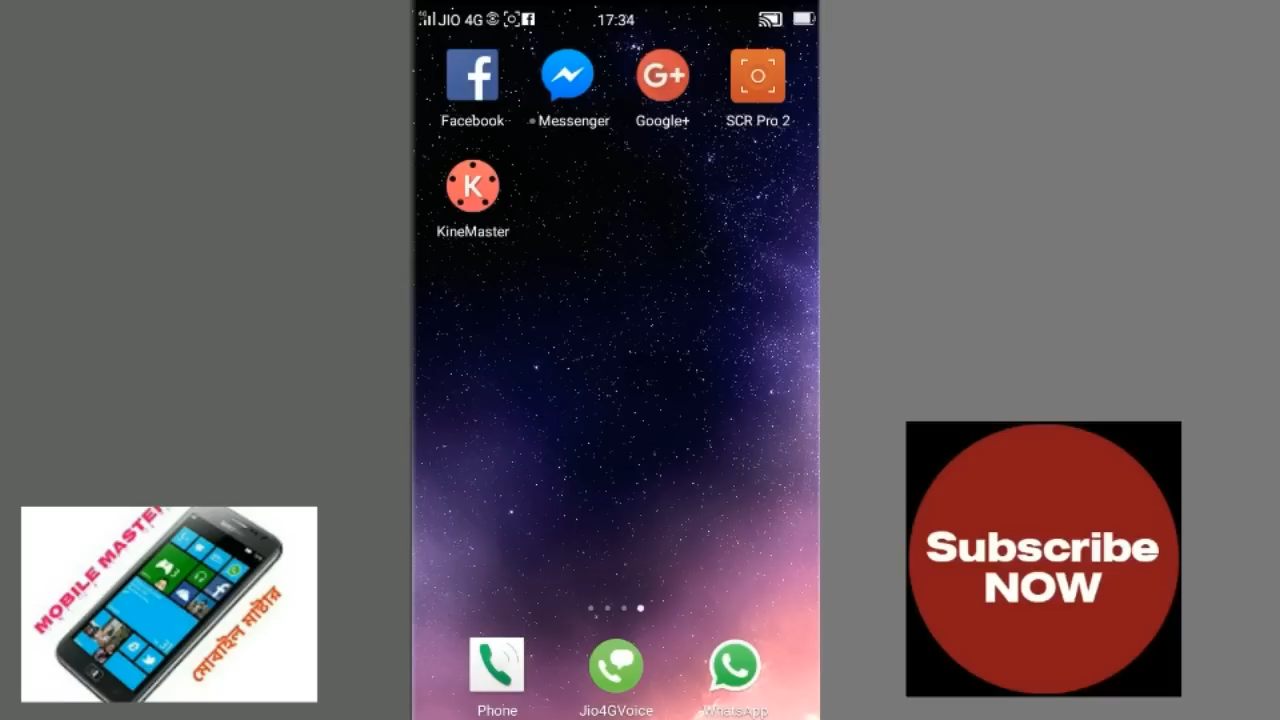 JIO 4G 17:34
Facebook
Messenger
Google+
SCR Pro 2
KineMaster
Phone
Jio4GVoice
WhatsApp
MOBILE MASTER
মোবাইল মাস্টার
Subscribe
NOW